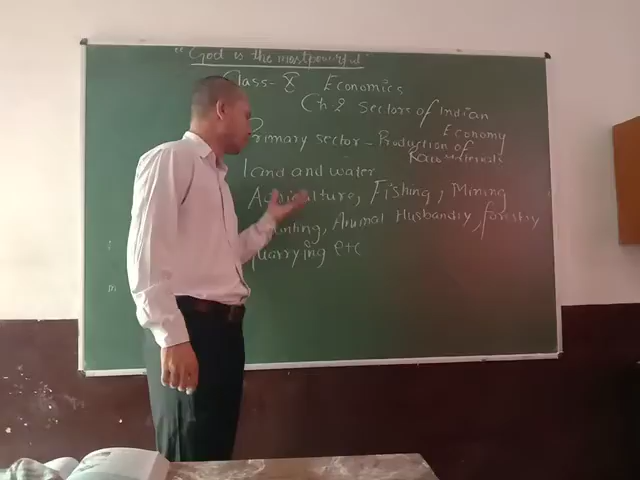 "God is the most powerful"
Class- X Economics
Ch. 2 Sectors of Indian Economy
Primary sector - Production of Raw Materials
land and water
Agriculture, Fishing, Mining
Hunting, Animal Husbandry, forestry
quarrying etc